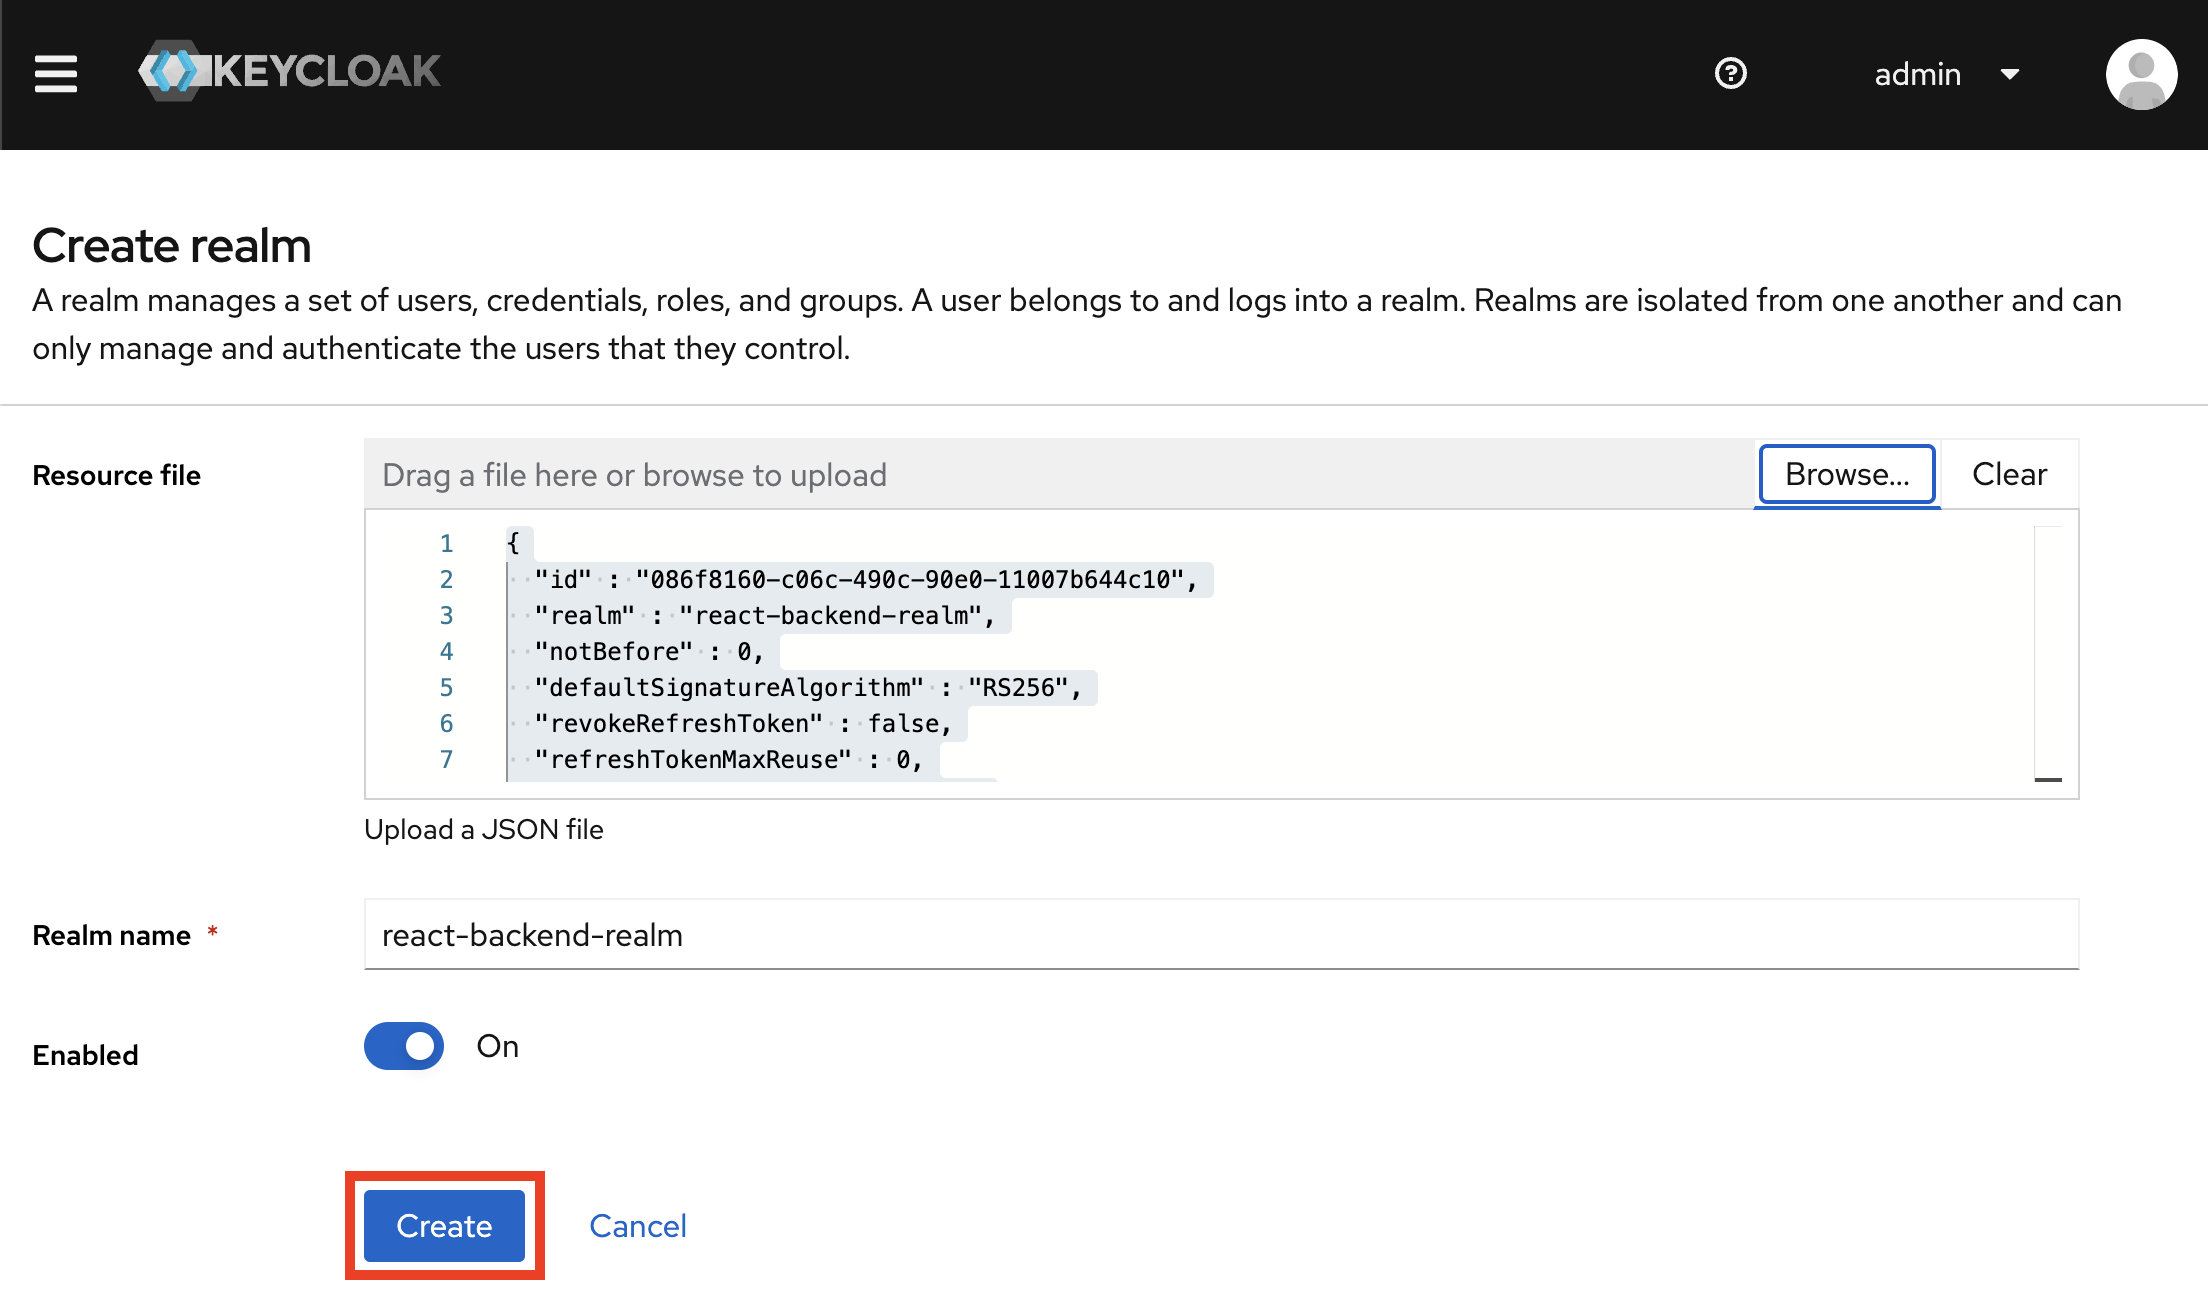 KEYCLOAK
admin
Create realm
A realm manages a set of users, credentials, roles, and groups. A user belongs to and logs into a realm. Realms are isolated from one another and can
only manage and authenticate the users that they control.
Resource file
Drag a file here or browse to upload
Browse...
Clear
1 {
2 "id" : "086f8160-c06c-490c-90e0-11007b644c10",
3 "realm" : "react-backend-realm",
4 "notBefore" : 0,
5 "defaultSignatureAlgorithm" : "RS256",
6 "revokeRefreshToken" : false,
7 "refreshTokenMaxReuse" : 0,
Upload a JSON file
Realm name *
react-backend-realm
Enabled
On
Create
Cancel